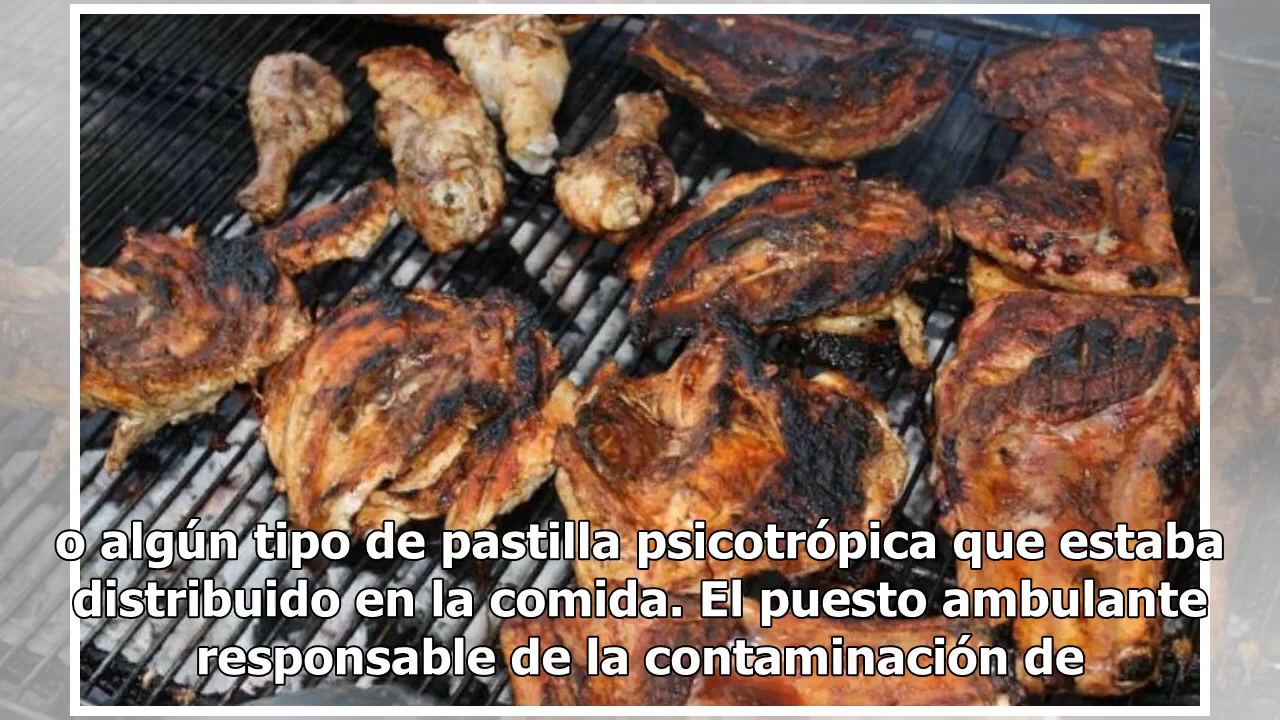 o algún tipo de pastilla psicotrópica que estaba
distribuido en la comida. El puesto ambulante
responsable de la contaminación de